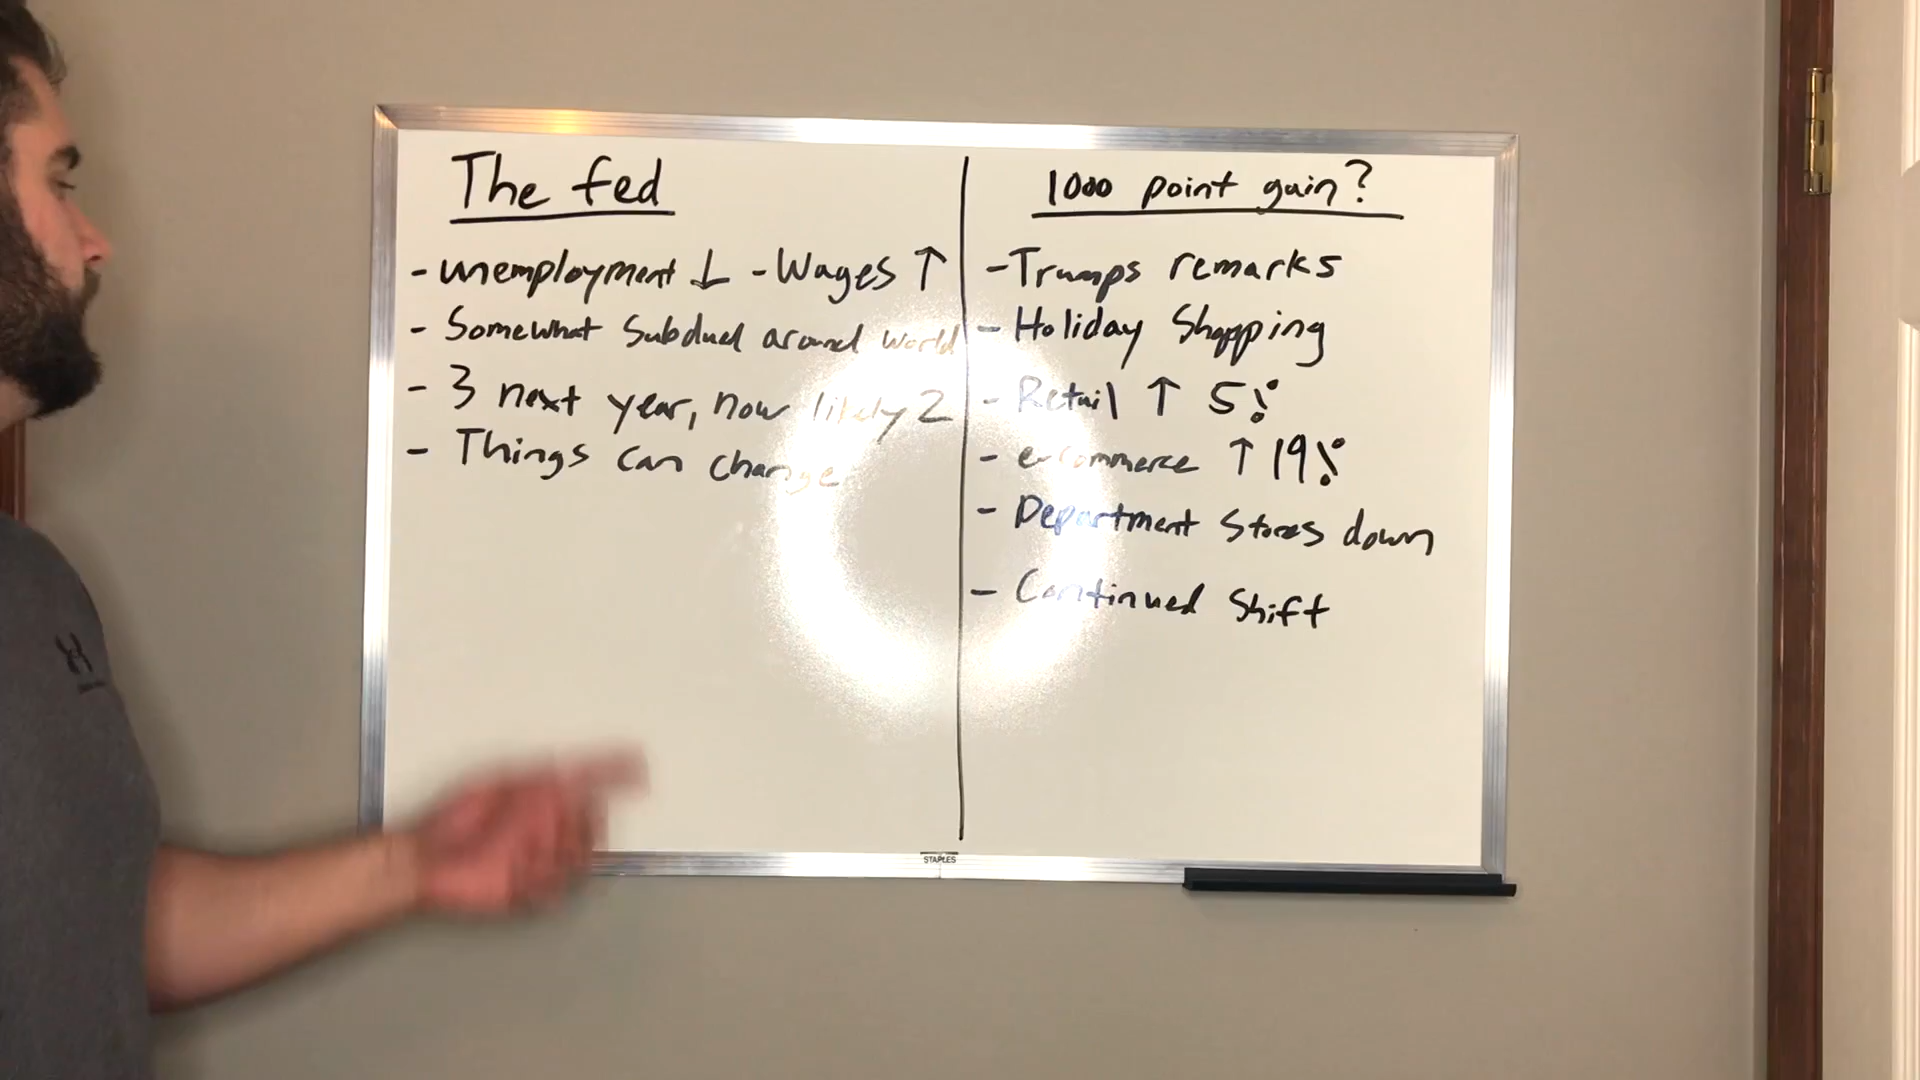 The fed
- unemployment ↓ - Wages ↑
- Somewhat Subdued around world
- 3 next year, now likely 2
- Things can change
1000 point gain?
- Trumps remarks
- Holiday Shopping
- Retail ↑ 5%
- e-commerce ↑ 19%
- Department Stores down
- Continued Shift
STAPLES